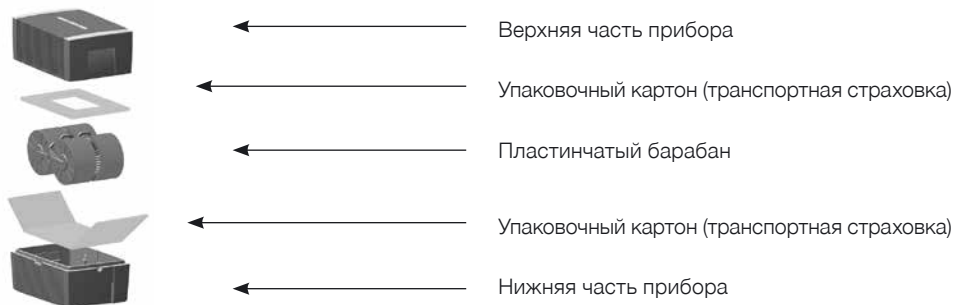 Верхняя часть прибора
Упаковочный картон (транспортная страховка)
Пластинчатый барабан
Упаковочный картон (транспортная страховка)
Нижняя часть прибора